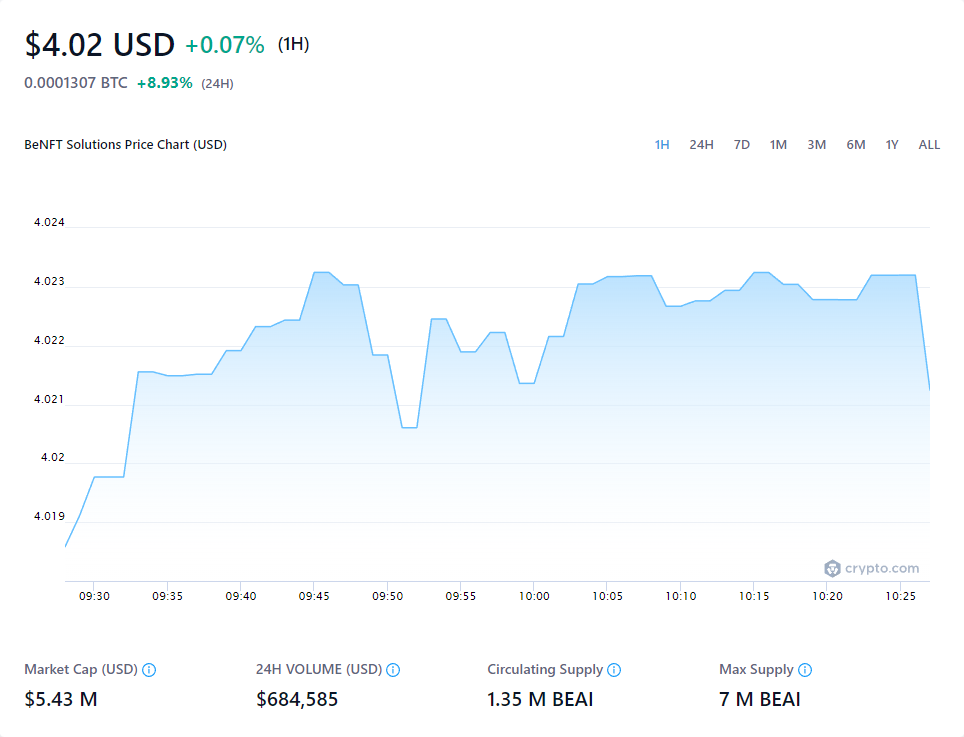 $4.02 USD +0.07% (1H)
0.0001307 BTC +8.93% (24H)
BeNFT Solutions Price Chart (USD) 1H 24H 7D 1M 3M 6M 1Y ALL
4.024
4.023
4.022
4.021
4.02
4.019
crypto.com
09:30 09:35 09:40 09:45 09:50 09:55 10:00 10:05 10:10 10:15 10:20 10:25
Market Cap (USD) 24H VOLUME (USD) Circulating Supply Max Supply
$5.43 M $684,585 1.35 M BEAI 7 M BEAI